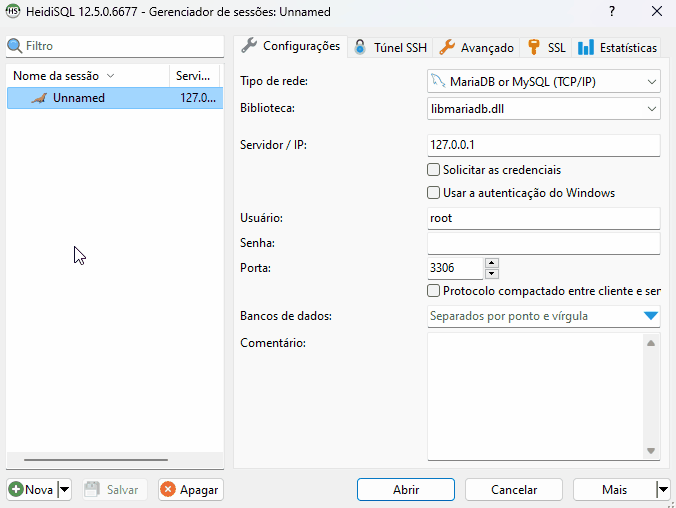 HeidiSQL 12.5.0.6677 - Gerenciador de sessões: Unnamed
Filtro
Nome da sessão
Servi...
Unnamed
127.0...
Configurações
Túnel SSH
Avançado
SSL
Estatísticas
Tipo de rede:
MariaDB or MySQL (TCP/IP)
Biblioteca:
libmariadb.dll
Servidor / IP:
127.0.0.1
Solicitar as credenciais
Usar a autenticação do Windows
Usuário:
root
Senha:
Porta:
3306
Protocolo compactado entre cliente e ser
Bancos de dados:
Separados por ponto e vírgula
Comentário:
Nova
Salvar
Apagar
Abrir
Cancelar
Mais